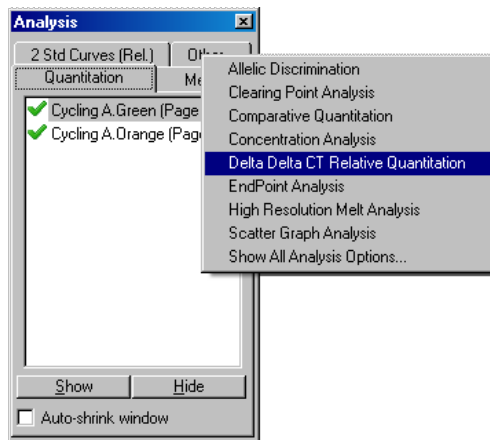 Analysis
2 Std Curves (Rel.)
Quantitation
Cycling A.Green (Page
Cycling A.Orange (Pag
Allelic Discrimination
Clearing Point Analysis
Comparative Quantitation
Concentration Analysis
Delta Delta CT Relative Quantitation
EndPoint Analysis
High Resolution Melt Analysis
Scatter Graph Analysis
Show All Analysis Options...
Show Hide
Auto-shrink window